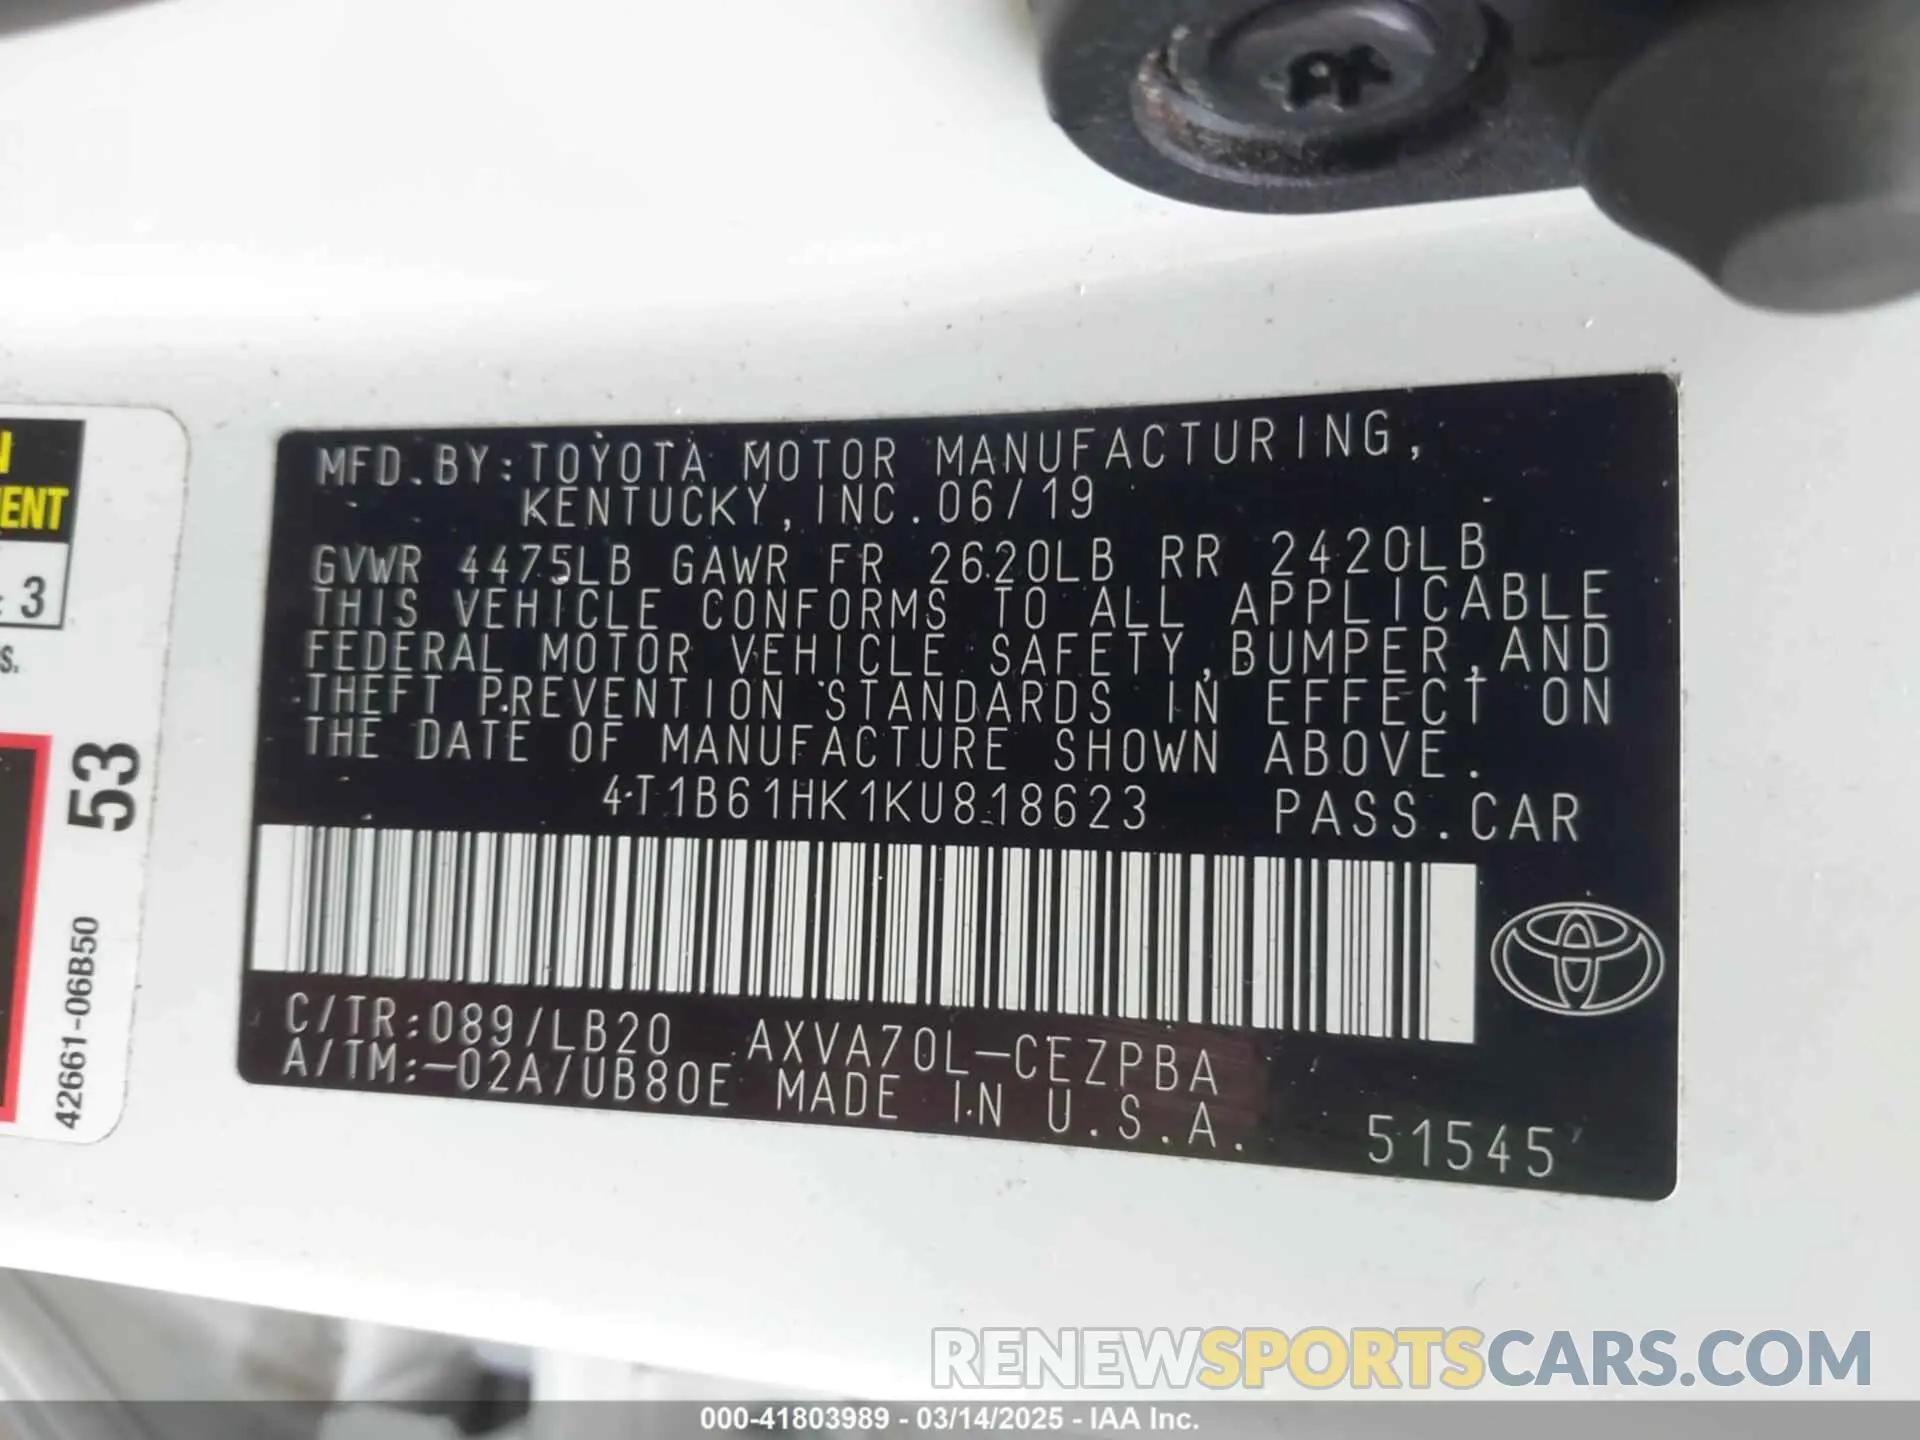 N
ENT
: 3
S.
53
42661-06B50
MFD.BY:TOYOTA MOTOR MANUFACTURING,
KENTUCKY, INC. 06/19
GVWR 4475LB GAWR FR 2620LB RR 2420LB
THIS VEHICLE CONFORMS TO ALL APPLICABLE
FEDERAL MOTOR VEHICLE SAFETY,BUMPER,AND
THEFT PREVENTION STANDARDS IN EFFECT ON
THE DATE OF MANUFACTURE SHOWN ABOVE.
4T1B61HK1KU818623 PASS.CAR
C/TR:089/LB20 AXVA70L-CEZPBA
A/TM:-02A/UB80E MADE IN U.S.A.
51545
RENEWSPORTSCARS.COM
000-41803989 - 03/14/2025 - IAA Inc.